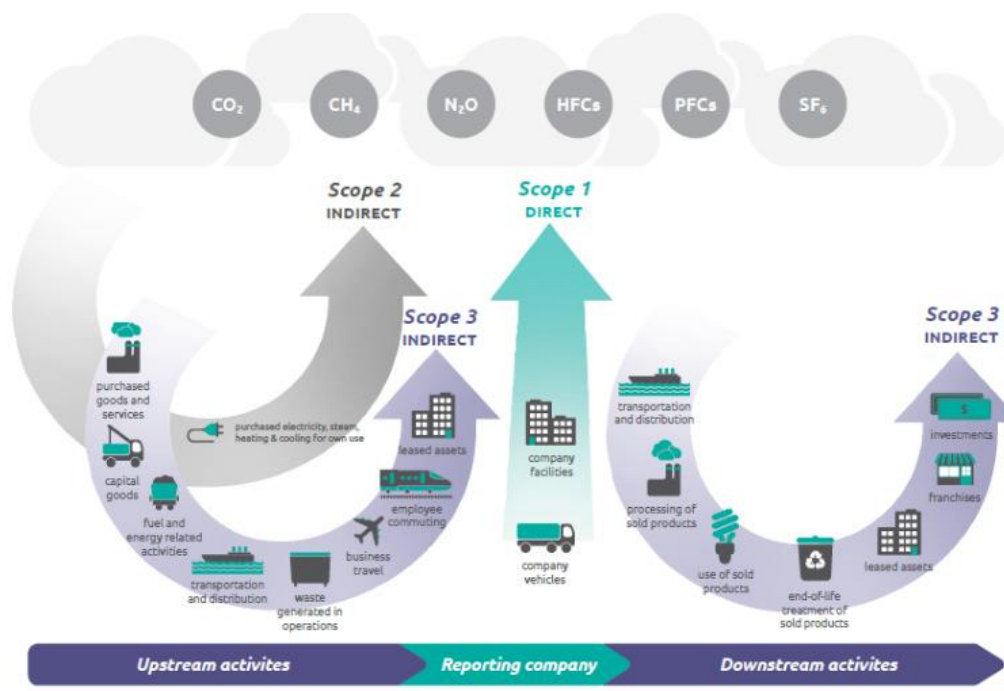 CO₂
CH₄
N₂O
HFCs
PFCs
SF₆
Scope 2
INDIRECT
Scope 1
DIRECT
Scope 3
INDIRECT
Scope 3
INDIRECT
purchased
goods and
services
capital
goods
fuel and
energy related
activities
transportation
and distribution
waste
generated in
operations
business
travel
employee
commuting
leased assets
purchased electricity, steam,
heating & cooling for own use
company
facilities
company
vehicles
transportation
and distribution
processing of
sold products
use of sold
products
end-of-life
treatment of
sold products
leased assets
franchises
investments
$
Upstream activites
Reporting company
Downstream activites